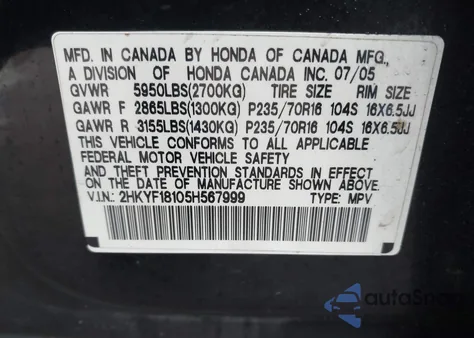 MFD. IN CANADA BY HONDA OF CANADA MFG.,
A DIVISION OF HONDA CANADA INC. 07/05
GVWR 5950LBS(2700KG) TIRE SIZE RIM SIZE
GAWR F 2865LBS(1300KG) P235/70R16 104S 16X6.5JJ
GAWR R 3155LBS(1430KG) P235/70R16 104S 16X6.5JJ
THIS VEHICLE CONFORMS TO ALL APPLICABLE
FEDERAL MOTOR VEHICLE SAFETY
AND THEFT PREVENTION STANDARDS IN EFFECT
ON THE DATE OF MANUFACTURE SHOWN ABOVE.
V.I.N.: 2HKYF18105H567999 TYPE: MPV